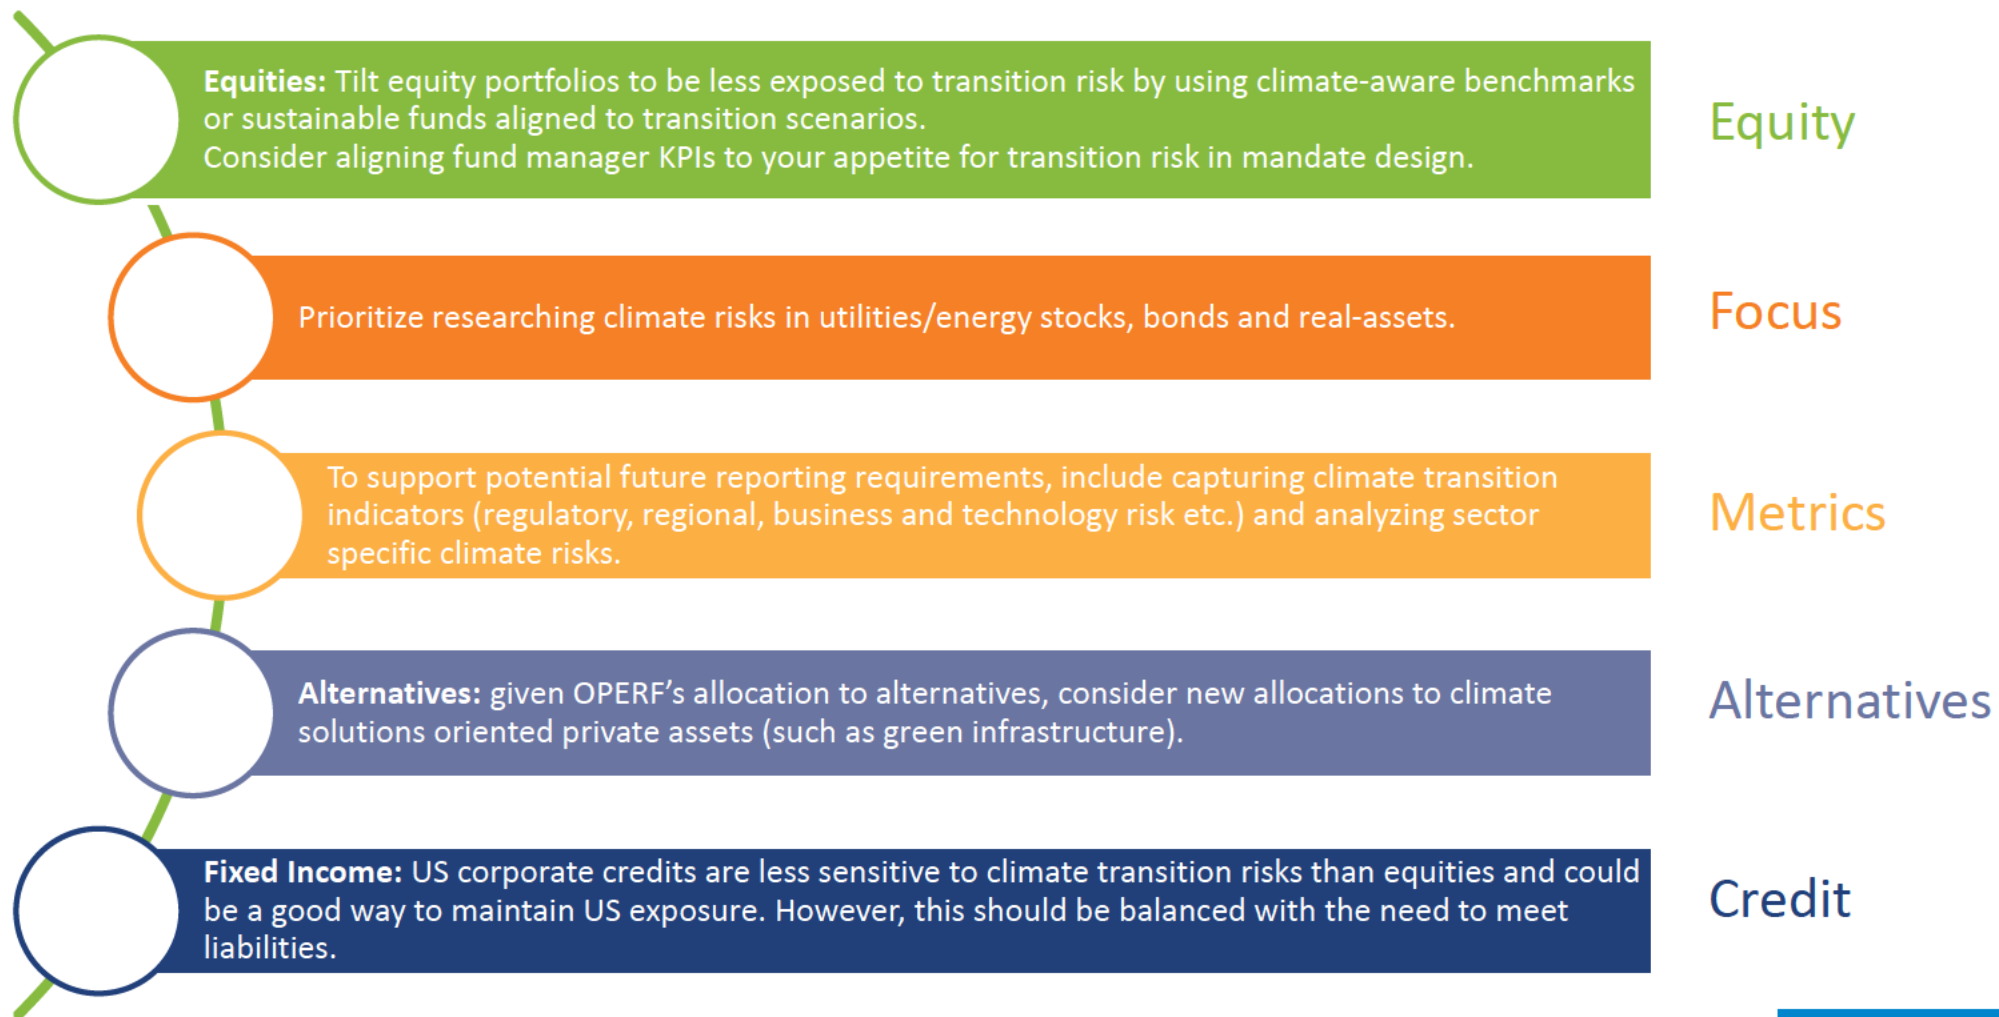 Equities: Tilt equity portfolios to be less exposed to transition risk by using climate-aware benchmarks
or sustainable funds aligned to transition scenarios.
Consider aligning fund manager KPIs to your appetite for transition risk in mandate design.
Equity
Prioritize researching climate risks in utilities/energy stocks, bonds and real-assets.
Focus
To support potential future reporting requirements, include capturing climate transition
indicators (regulatory, regional, business and technology risk etc.) and analyzing sector
specific climate risks.
Metrics
Alternatives: given OPERF’s allocation to alternatives, consider new allocations to climate
solutions oriented private assets (such as green infrastructure).
Alternatives
Fixed Income: US corporate credits are less sensitive to climate transition risks than equities and could
be a good way to maintain US exposure. However, this should be balanced with the need to meet
liabilities.
Credit